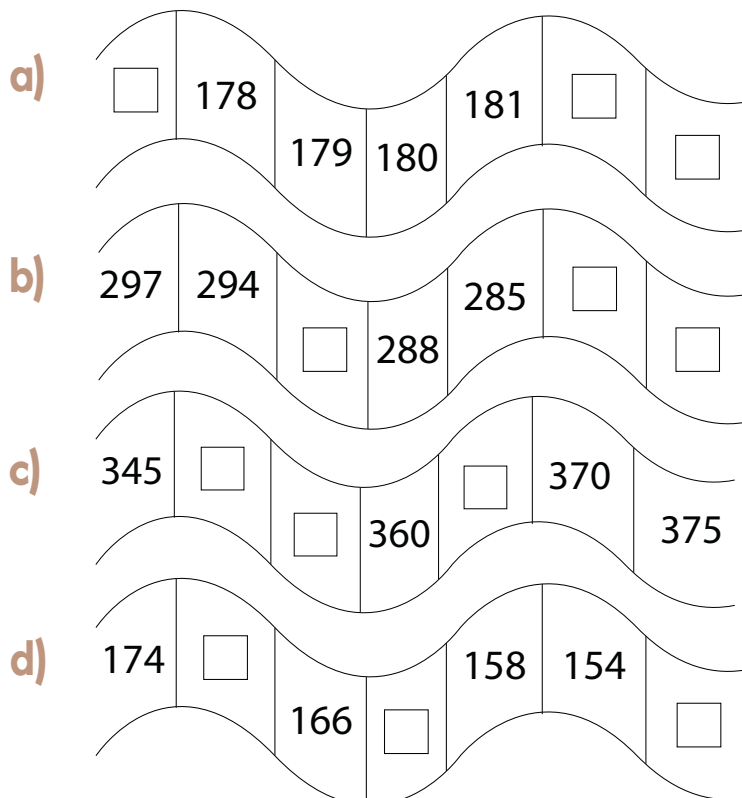 a) □ 178 179 180 181 □ □
b) 297 294 □ 288 285 □ □
c) 345 □ □ 360 □ 370 375
d) 174 □ 166 □ 158 154 □